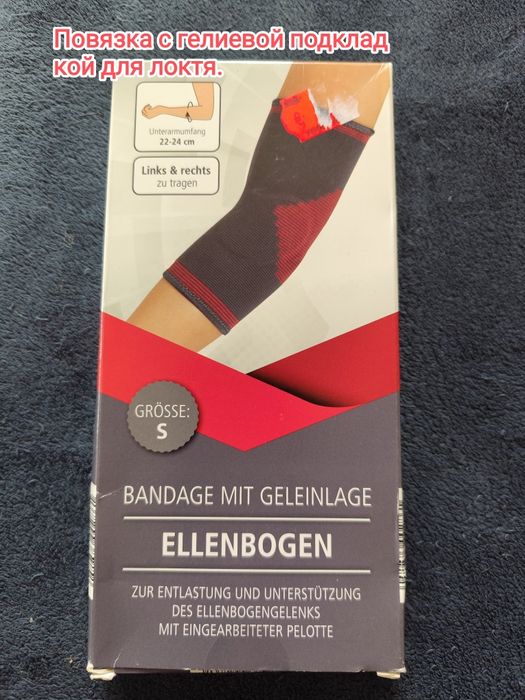 Повязка с гелиевой подклад
кой для локтя.
Unterarmumfang
22-24 cm
Links & rechts
zu tragen
GRÖSSE:
S
BANDAGE MIT GELEINLAGE
ELLENBOGEN
ZUR ENTLASTUNG UND UNTERSTÜTZUNG
DES ELLENBOGENGELENKS
MIT EINGEARBEITETER PELOTTE